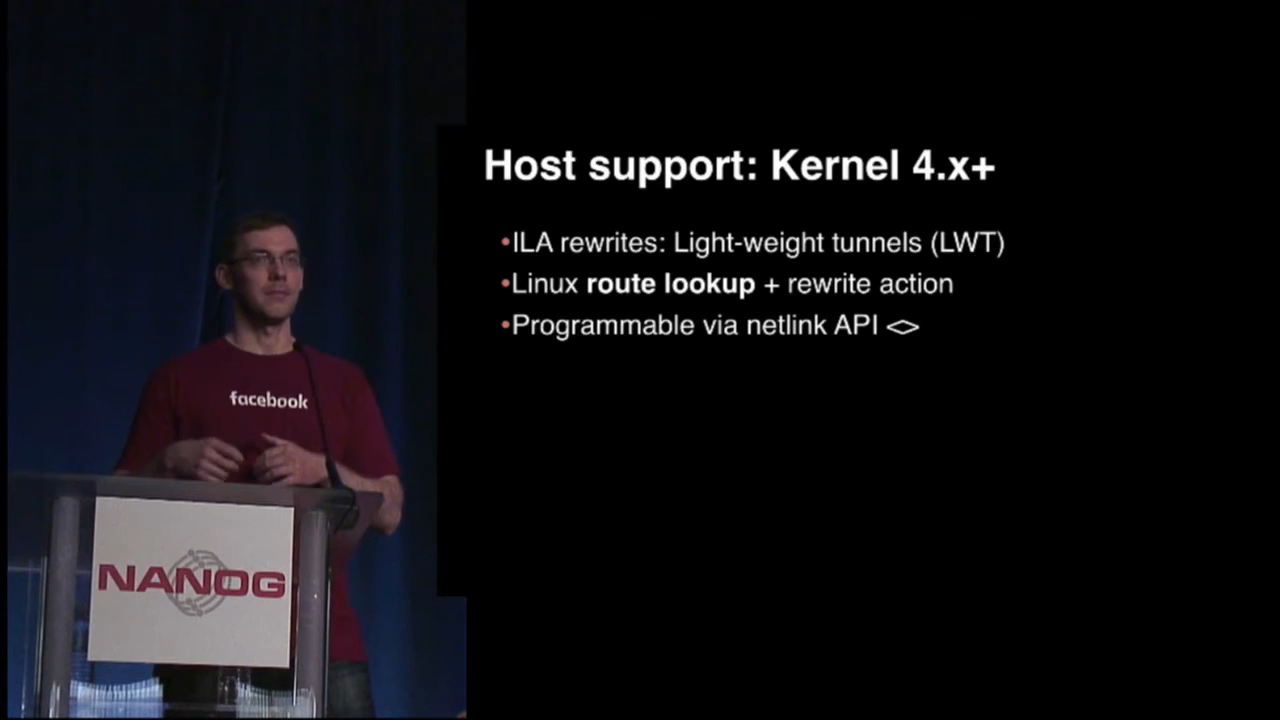 Host support: Kernel 4.x+
•ILA rewrites: Light-weight tunnels (LWT)
•Linux route lookup + rewrite action
•Programmable via netlink API <>
facebook
NANOG